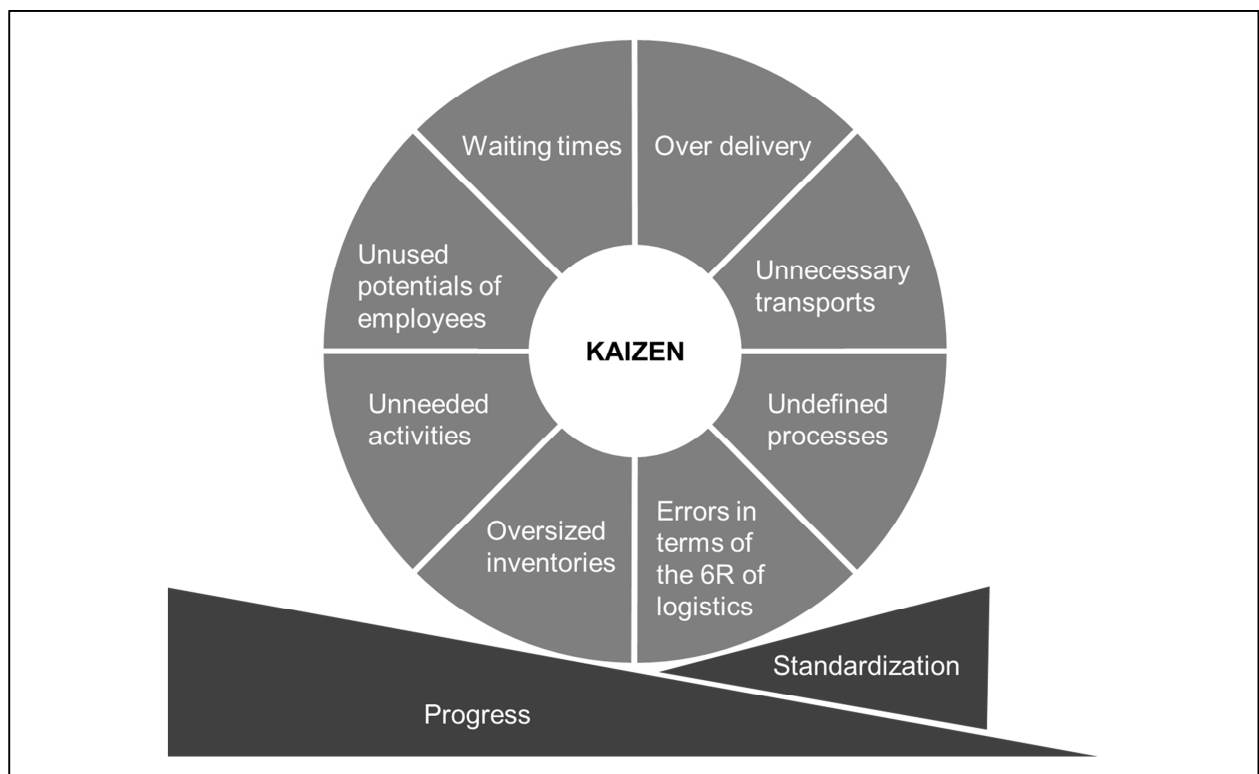 Waiting times
Over delivery
Unused
potentials of
employees
Unnecessary
transports
KAIZEN
Unneeded
activities
Undefined
processes
Oversized
inventories
Errors in
terms of
the 6R of
logistics
Standardization
Progress